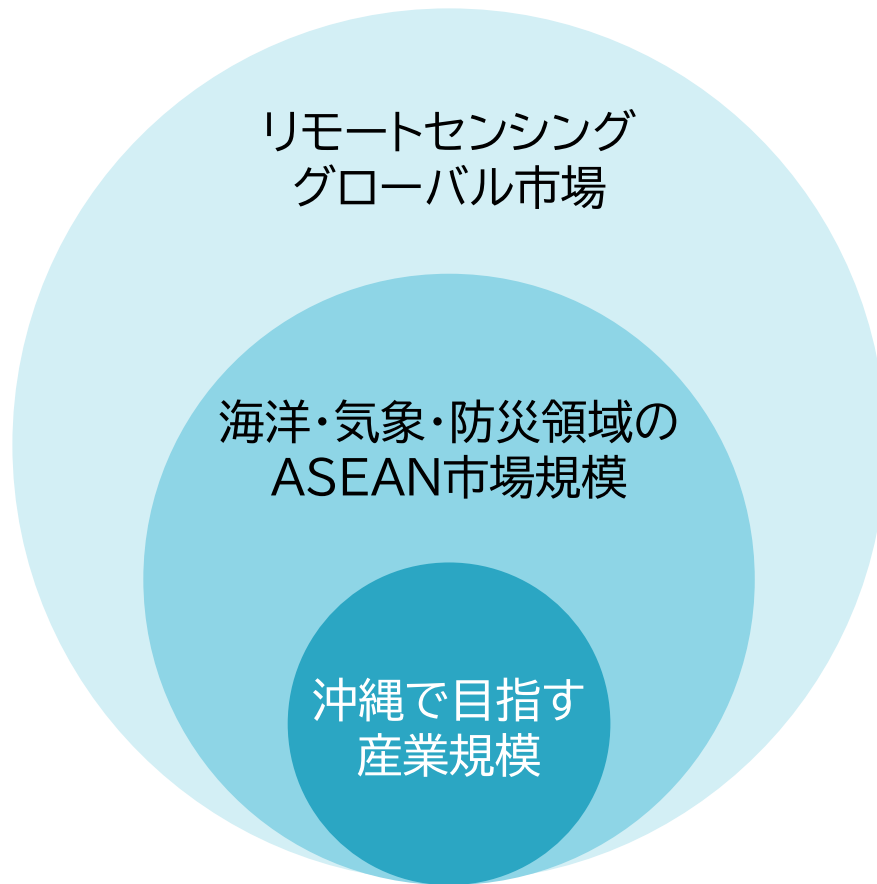 リモートセンシング
グローバル市場
海洋・気象・防災領域の
ASEAN市場規模
沖縄で目指す
産業規模